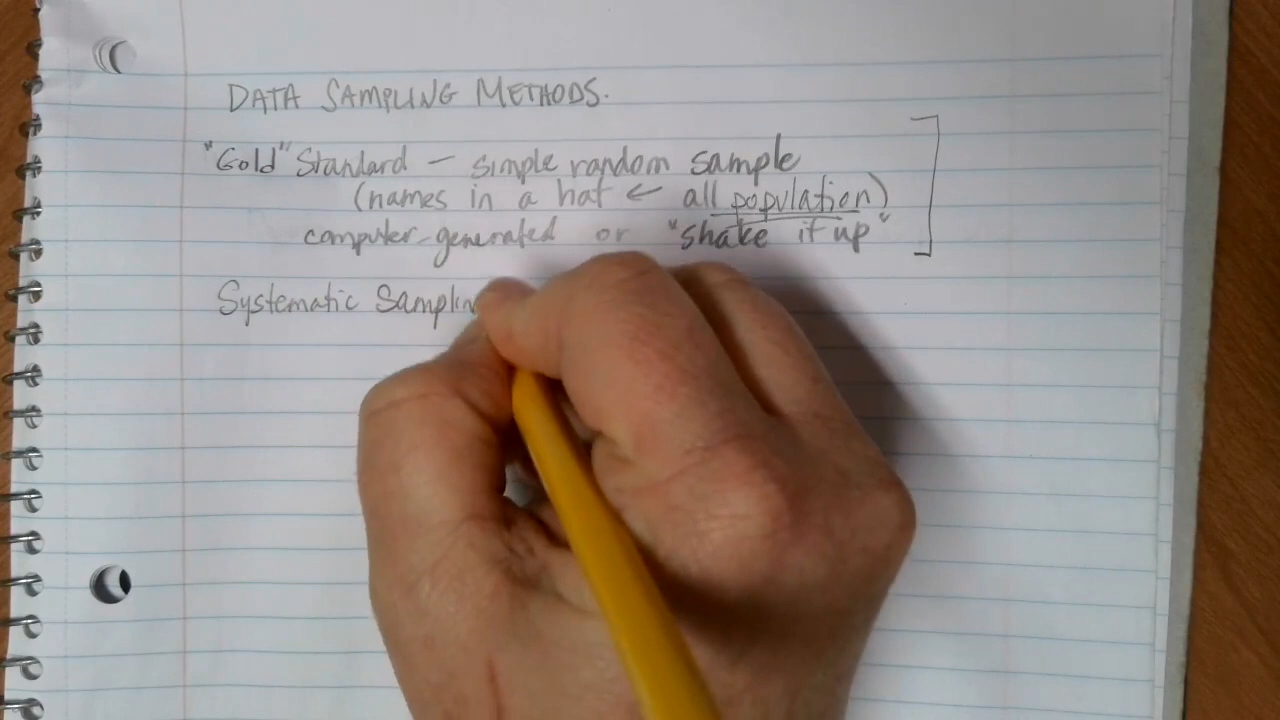 DATA SAMPLING METHODS.
"Gold" Standard — simple random sample
(names in a hat ← all population)
computer-generated or "shake it up"
Systematic Samplin